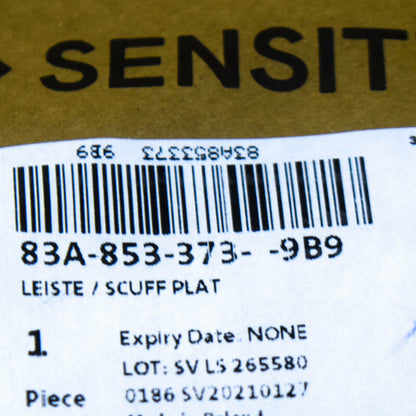 SENSIT
83A853373 9B9
83A-853-373- -9B9
LEISTE / SCUFF PLAT
1 Expiry Date: NONE
LOT: SV LS 265580
Piece 0186 SV20210127